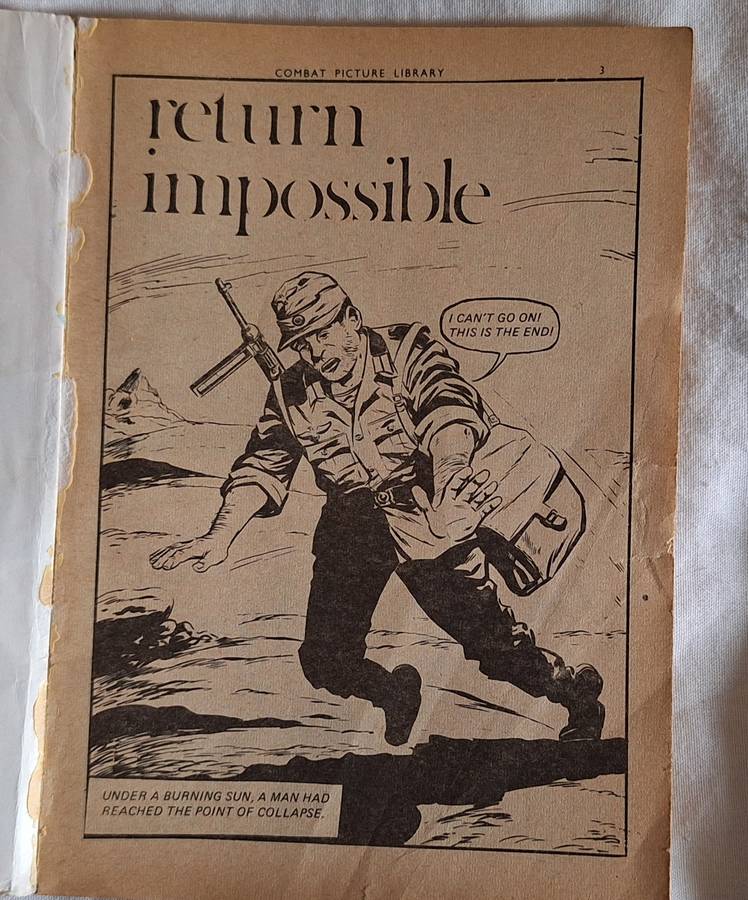 COMBAT PICTURE LIBRARY 3
return
impossible
I CAN'T GO ON!
THIS IS THE END!
UNDER A BURNING SUN, A MAN HAD
REACHED THE POINT OF COLLAPSE.